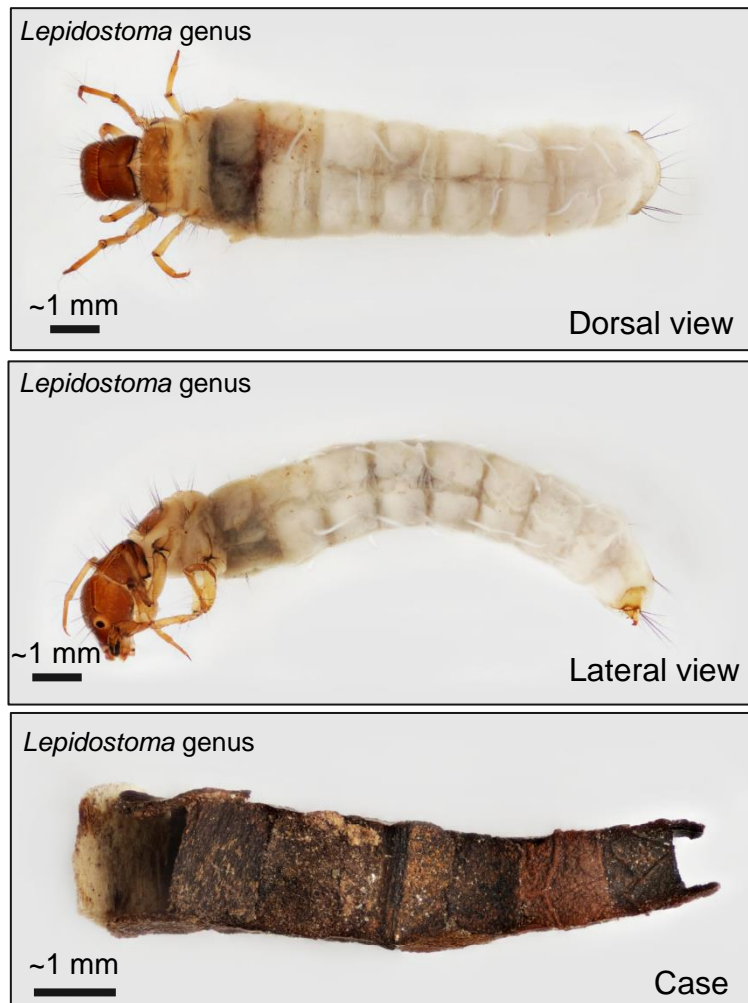 Lepidostoma genus
~1 mm
Dorsal view
Lepidostoma genus
~1 mm
Lateral view
Lepidostoma genus
~1 mm
Case